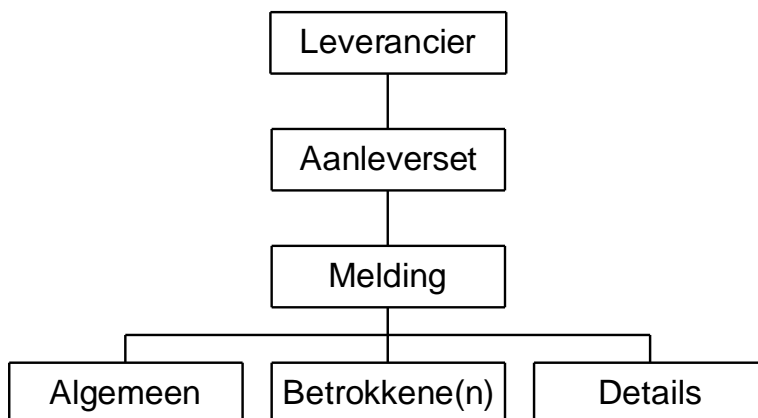 Leverancier
Aanleverset
Melding
Algemeen
Betrokkene(n)
Details